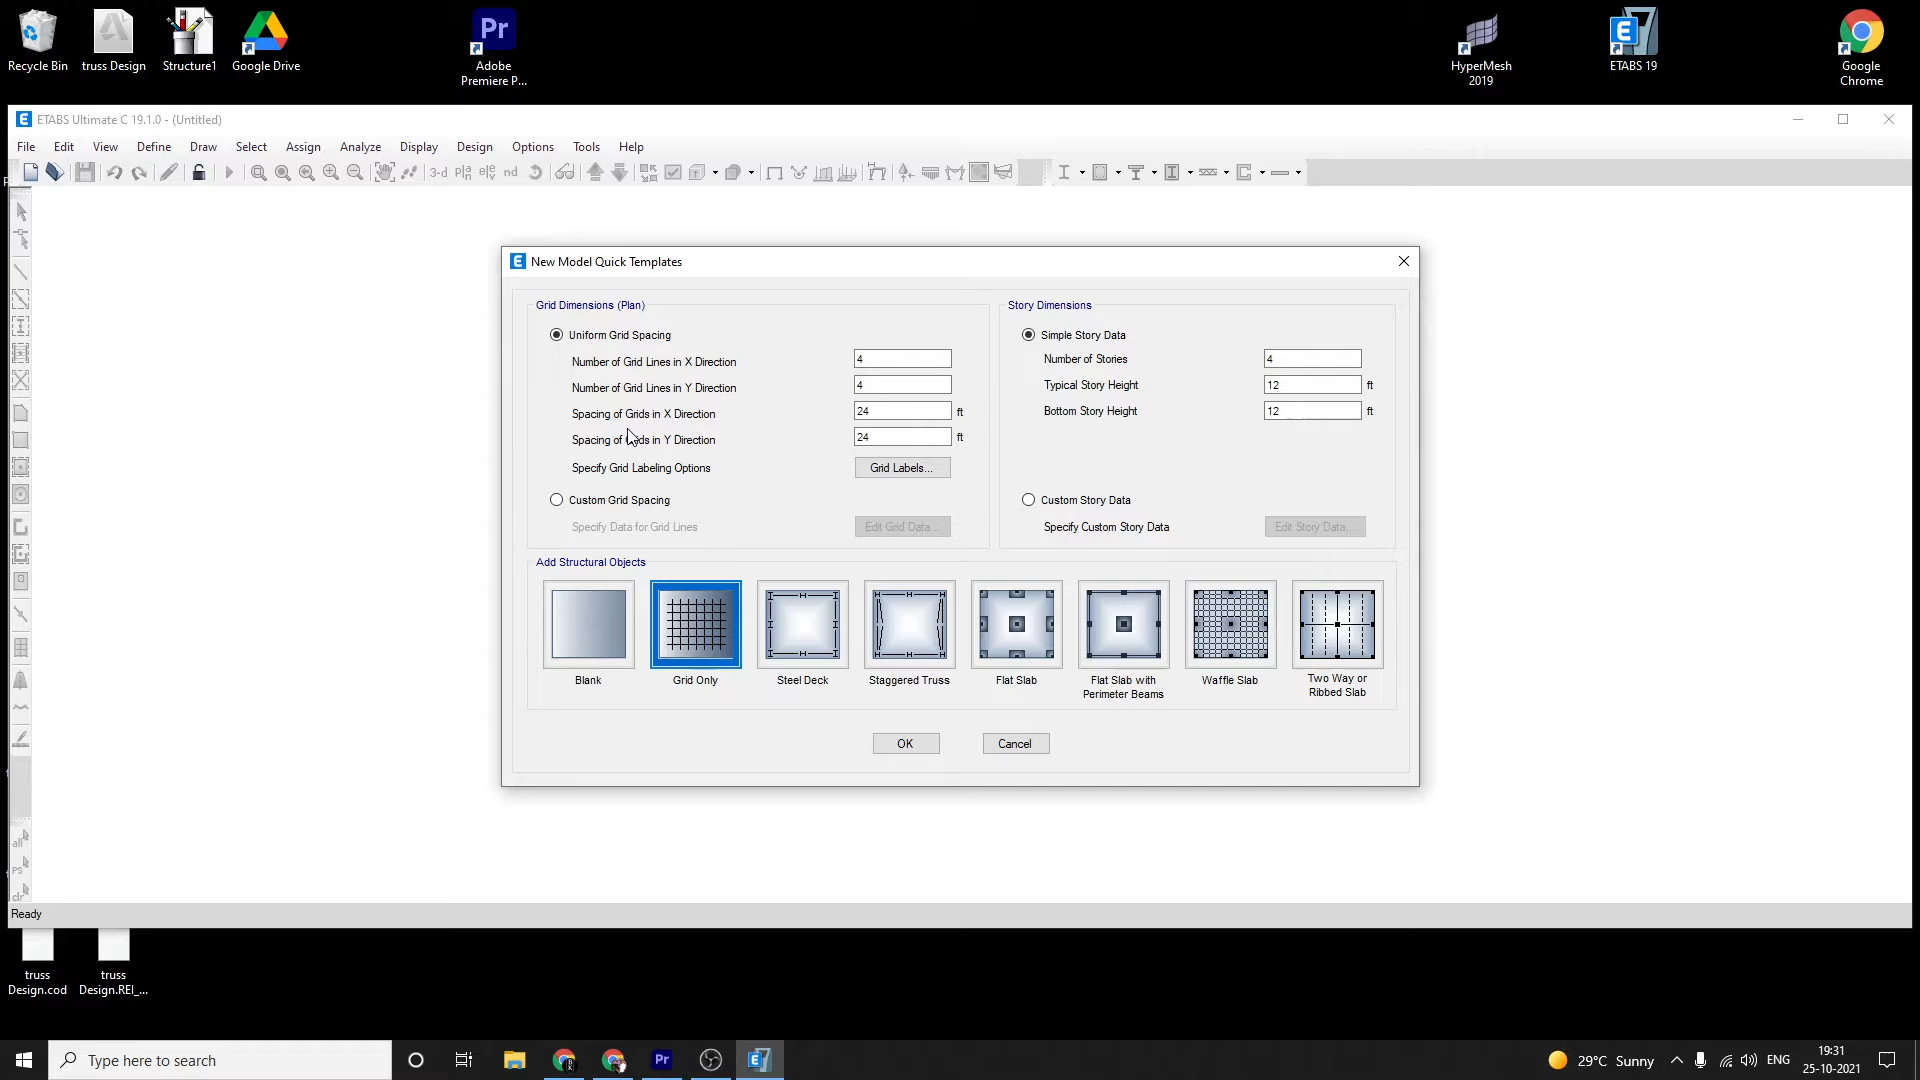 Recycle Bin
truss Design
Structure1
Google Drive
Pr
Adobe
Premiere P...
HyperMesh
2019
ETABS 19
Google
Chrome
ETABS Ultimate C 19.1.0 - (Untitled)
File Edit View Define Draw Select Assign Analyze Display Design Options Tools Help
3-d
nd
New Model Quick Templates
Grid Dimensions (Plan)
Uniform Grid Spacing
Number of Grid Lines in X Direction 4
Number of Grid Lines in Y Direction 4
Spacing of Grids in X Direction 24 ft
Spacing of Grids in Y Direction 24 ft
Specify Grid Labeling Options Grid Labels...
Custom Grid Spacing
Specify Data for Grid Lines Edit Grid Data...
Story Dimensions
Simple Story Data
Number of Stories 4
Typical Story Height 12 ft
Bottom Story Height 12 ft
Custom Story Data
Specify Custom Story Data Edit Story Data...
Add Structural Objects
Blank
Grid Only
Steel Deck
Staggered Truss
Flat Slab
Flat Slab with
Perimeter Beams
Waffle Slab
Two Way or
Ribbed Slab
OK
Cancel
all
PS
clr
Ready
truss
Design.cod
truss
Design.REI_...
Type here to search
Pr
29°C Sunny
ENG
19:31
25-10-2021